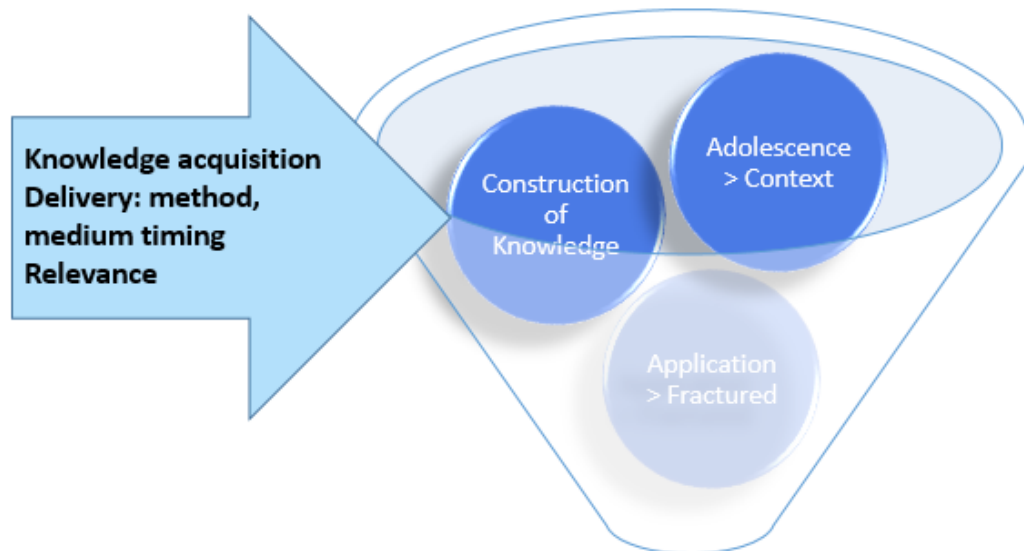 Knowledge acquisition
Delivery: method,
medium timing
Relevance
Construction
of
Knowledge
Adolescence
> Context
Application
> Fractured